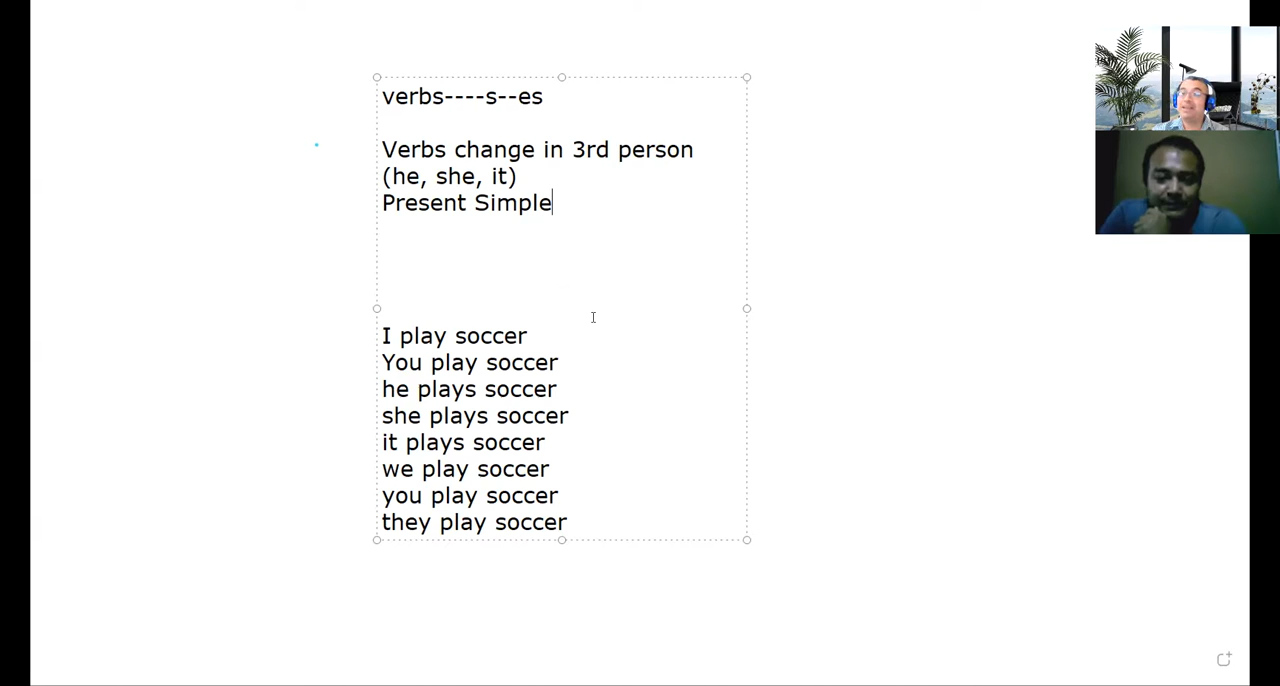 verbs----s--es
Verbs change in 3rd person
(he, she, it)
Present Simple
I play soccer
You play soccer
he plays soccer
she plays soccer
it plays soccer
we play soccer
you play soccer
they play soccer